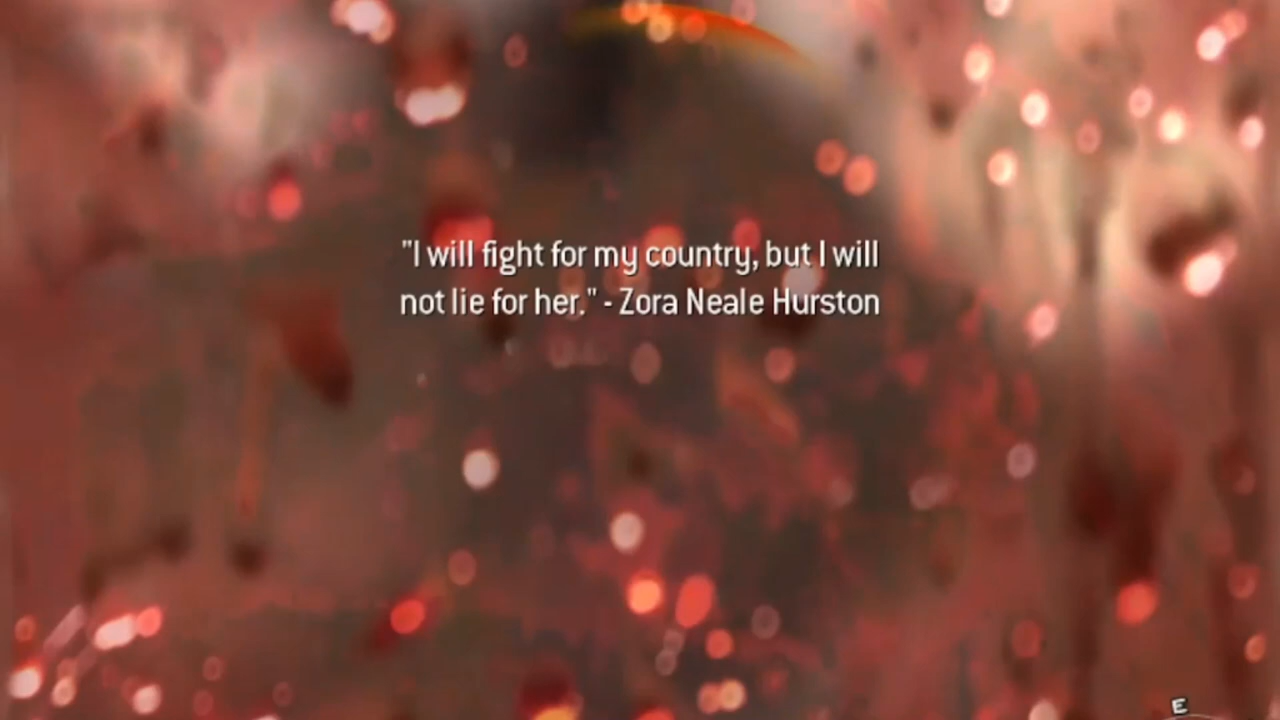 "I will fight for my country, but I will
not lie for her." - Zora Neale Hurston
E